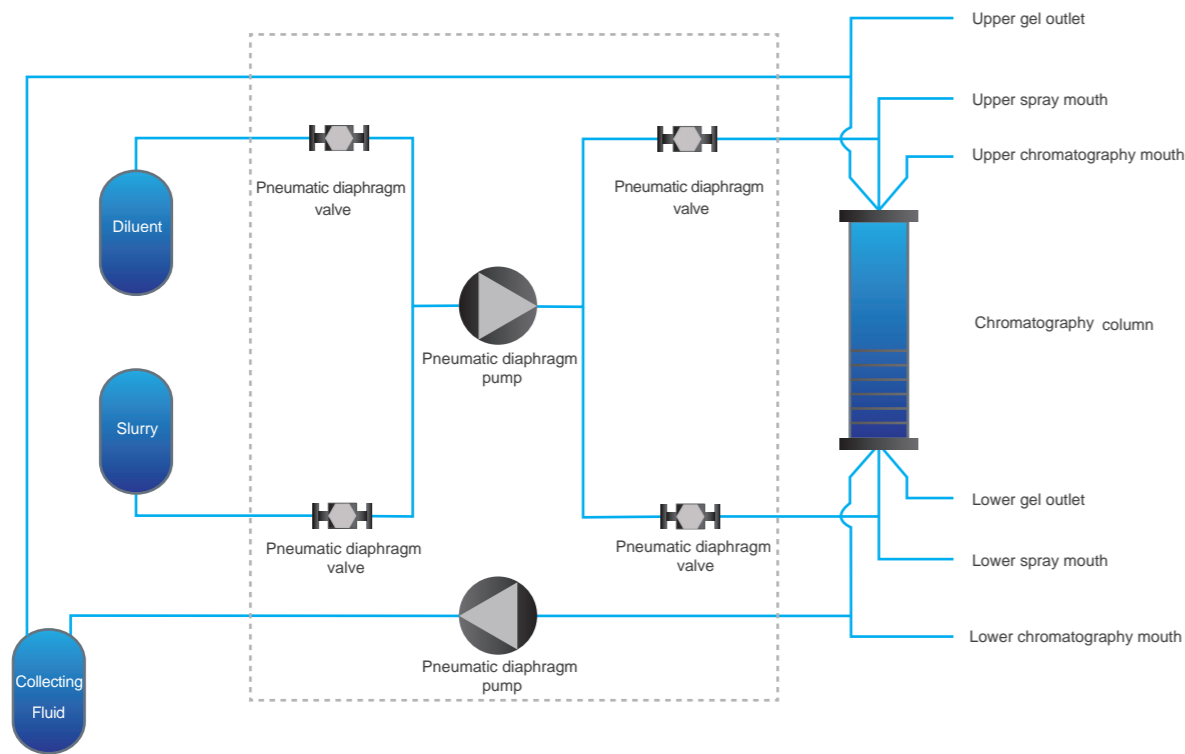 Upper gel outlet
Upper spray mouth
Upper chromatography mouth
Pneumatic diaphragm
valve
Pneumatic diaphragm
valve
Diluent
Chromatography column
Pneumatic diaphragm
pump
Slurry
Lower gel outlet
Pneumatic diaphragm
valve
Pneumatic diaphragm
valve
Lower spray mouth
Lower chromatography mouth
Pneumatic diaphragm
pump
Collecting
Fluid